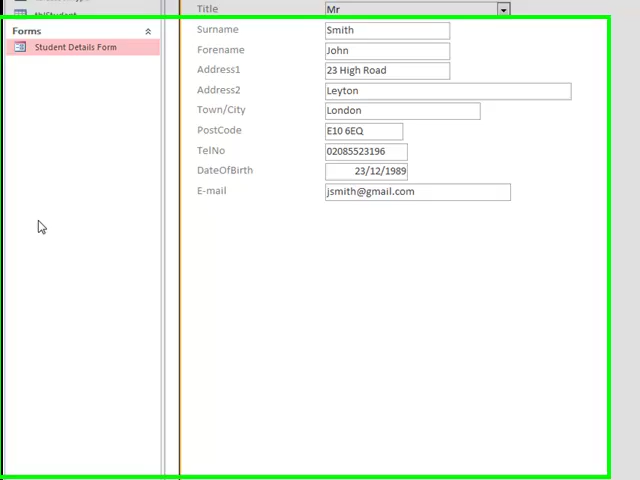 Title Mr
Forms
Surname Smith
Student Details Form
Forename John
Address1 23 High Road
Address2 Leyton
Town/City London
PostCode E10 6EQ
TelNo 02085523196
DateOfBirth 23/12/1989
E-mail jsmith@gmail.com